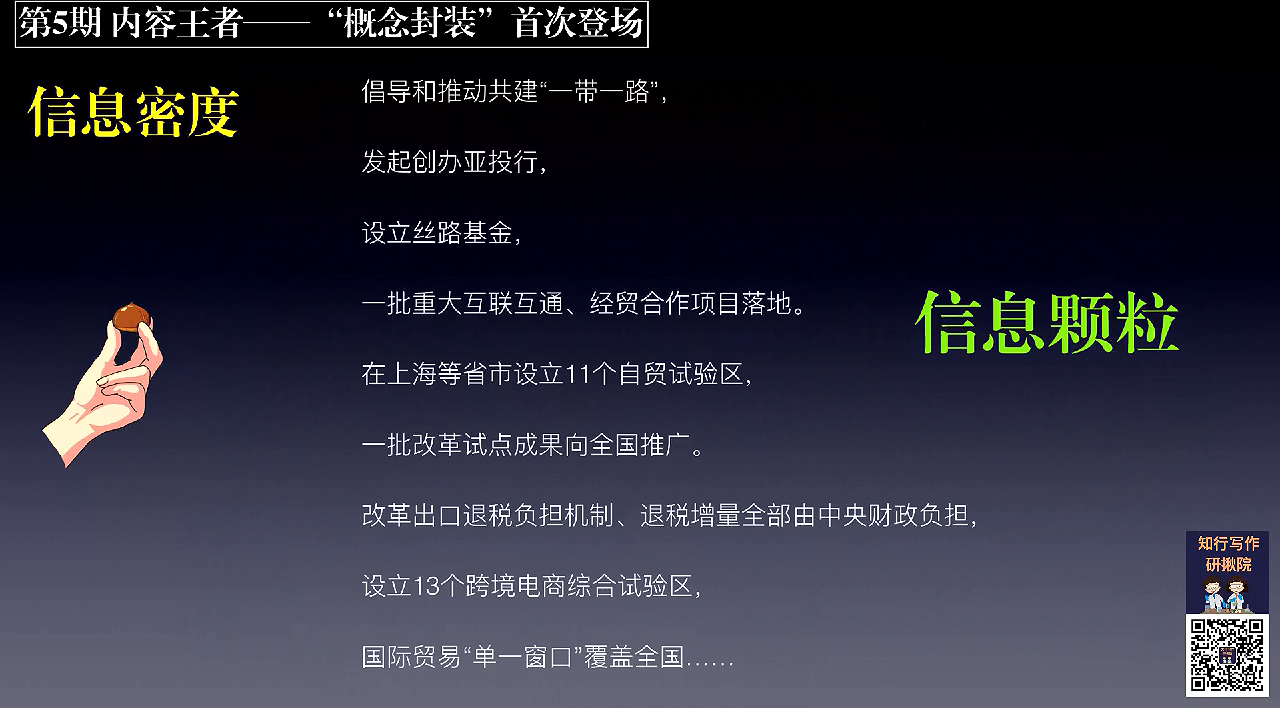 第5期 内容王者——“概念封装”首次登场
信息密度
倡导和推动共建“一带一路”,
发起创办亚投行,
设立丝路基金,
一批重大互联互通、经贸合作项目落地。
信息颗粒
在上海等省市设立11个自贸试验区,
一批改革试点成果向全国推广。
改革出口退税负担机制、退税增量全部由中央财政负担,
设立13个跨境电商综合试验区,
国际贸易“单一窗口”覆盖全国……
知行写作
研揪院